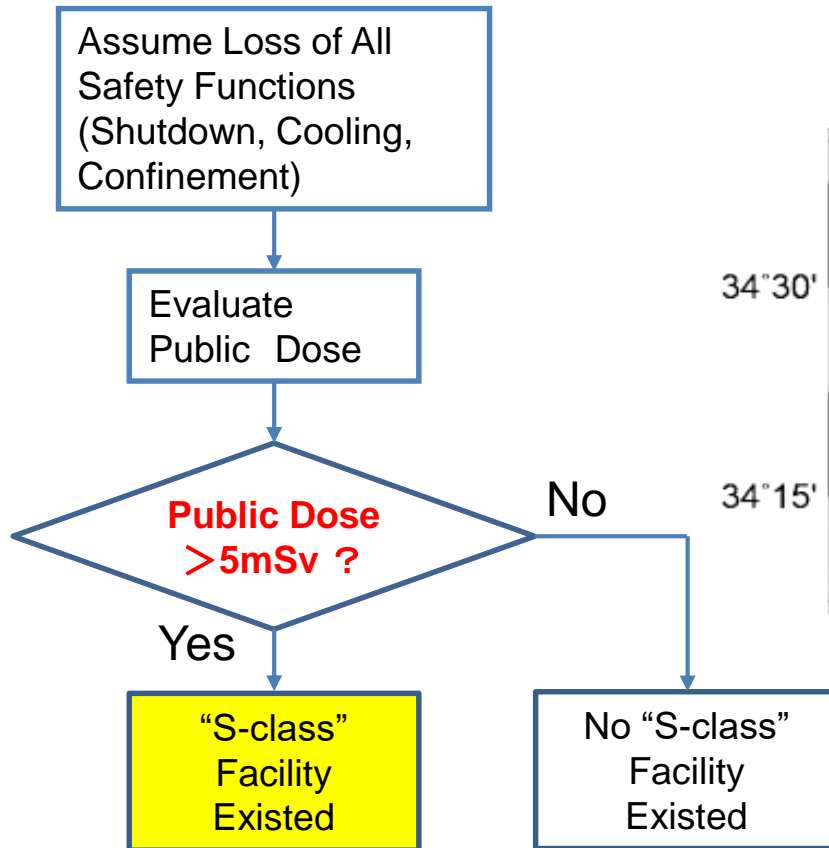 Assume Loss of All
Safety Functions
(Shutdown, Cooling,
Confinement)
Evaluate
Public Dose
Public Dose
＞5mSv ？
No
Yes
“S-class”
Facility
Existed
No “S-class”
Facility
Existed
34°30'
34°15'